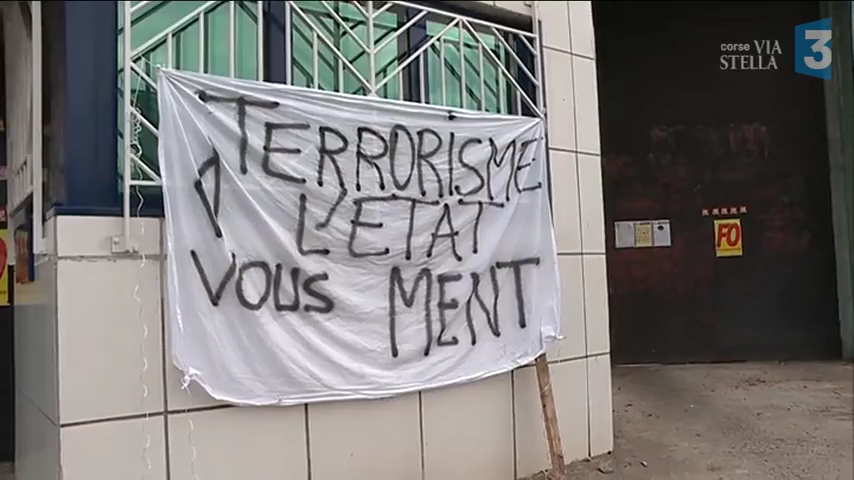 corse VIA
STELLA 3
TERRORISME
L'ETAT
VOUS MENT
FO